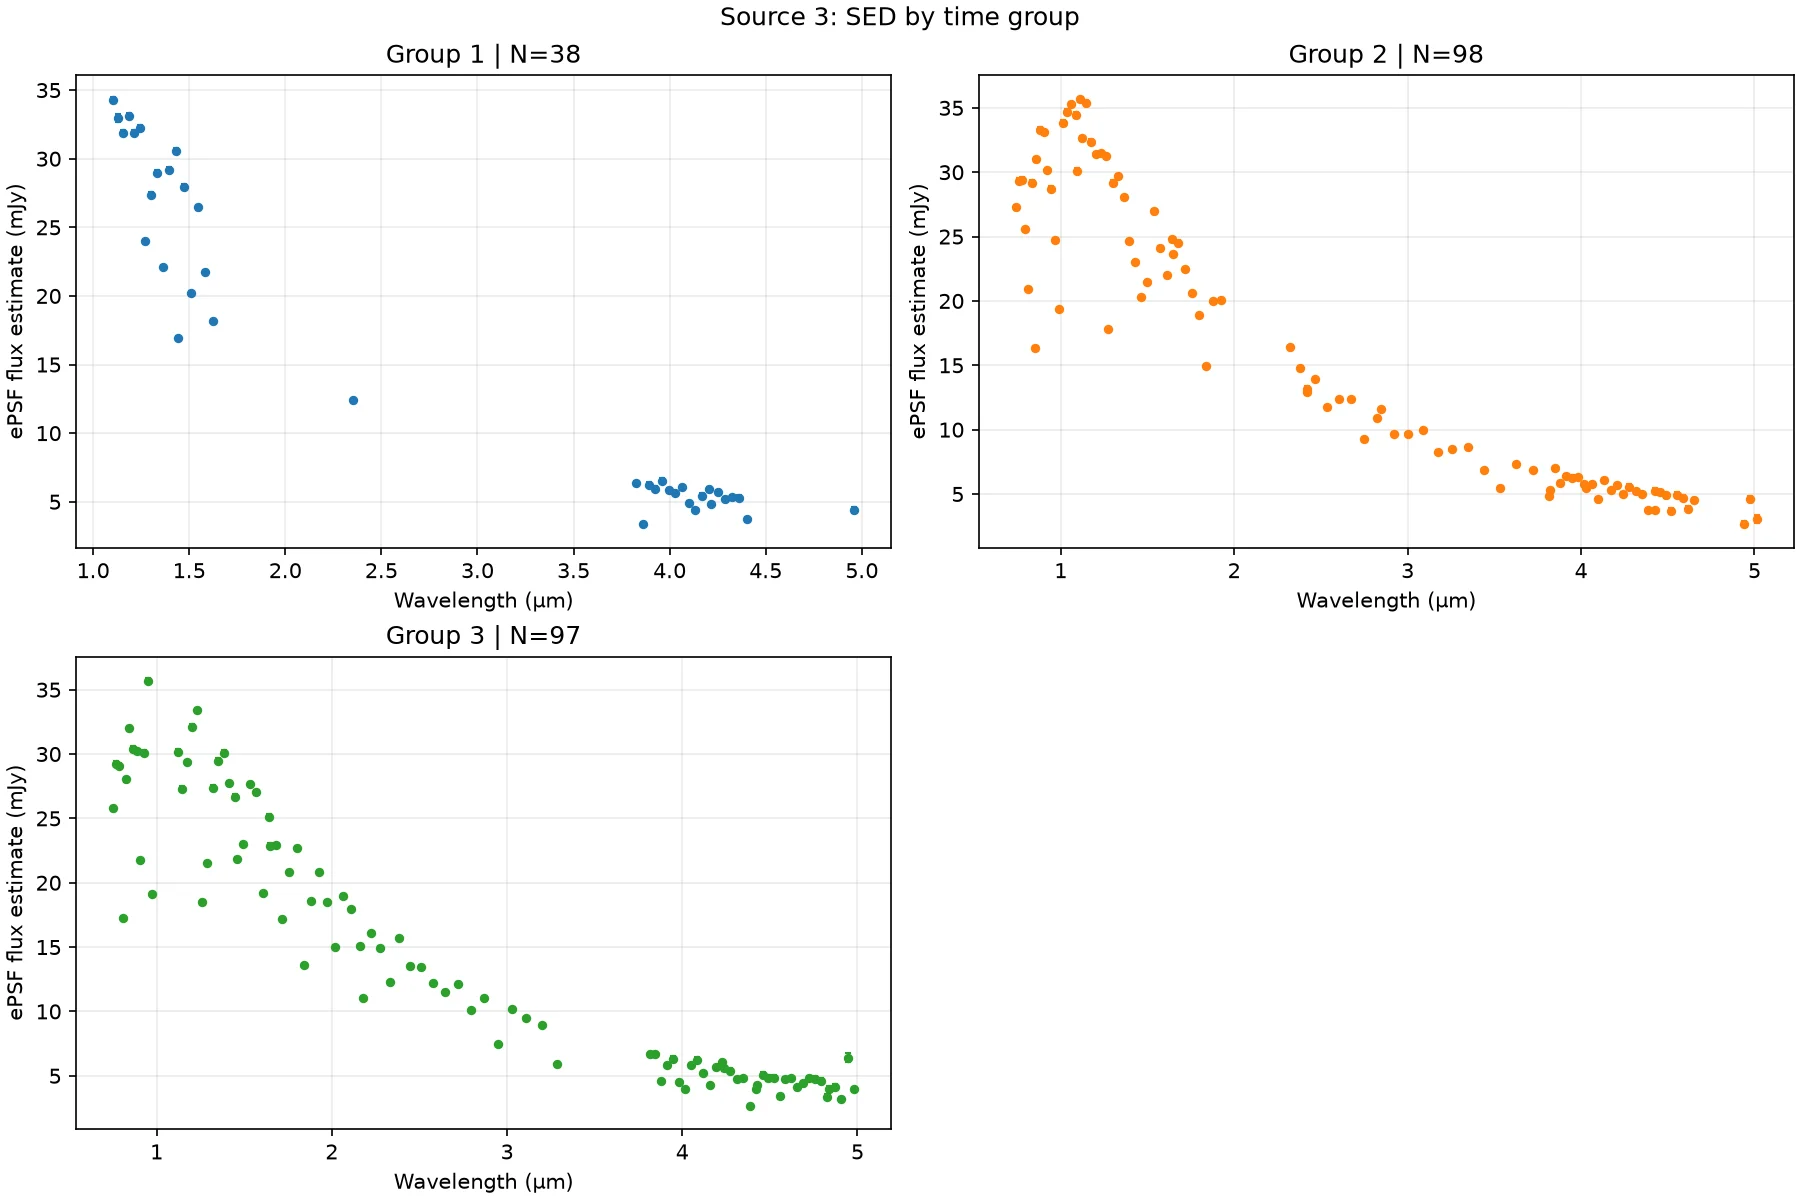 Source 3: SED by time group
Group 1 | N=38
35
30
25
20
15
10
5
ePSF flux estimate (mJy)
1.0 1.5 2.0 2.5 3.0 3.5 4.0 4.5 5.0
Wavelength (µm)
Group 2 | N=98
35
30
25
20
15
10
5
ePSF flux estimate (mJy)
1 2 3 4 5
Wavelength (µm)
Group 3 | N=97
35
30
25
20
15
10
5
ePSF flux estimate (mJy)
1 2 3 4 5
Wavelength (µm)